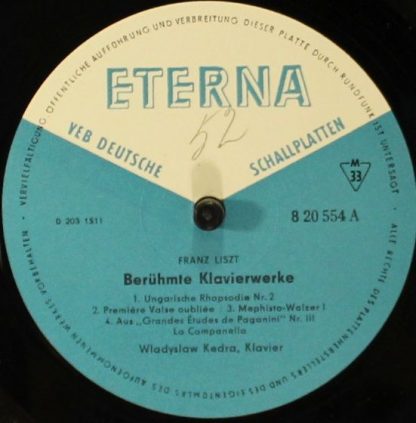 VERVIELFÄLTIGUNG, ÖFFENTLICHE AUFFÜHRUNG UND VERBREITUNG DIESER PLATTE DURCH RUNDFUNK IST UNTERSAGT · ALLE RECHTE DES PLATTENHERSTELLERS UND DES EIGENTÜMERS DES AUFGENOMMENEN WERKES VORBEHALTEN ·
ETERNA
52
VEB DEUTSCHE SCHALLPLATTEN
M
33
8 20 554 A
FRANZ LISZT
Berühmte Klavierwerke
1. Ungarische Rhapsodie Nr. 2
2. Première Valse oubliée · 3. Mephisto-Walzer I
4. Aus „Grandes Études de Paganini" Nr. III
La Campanella
Wladyslaw Kedra, Klavier